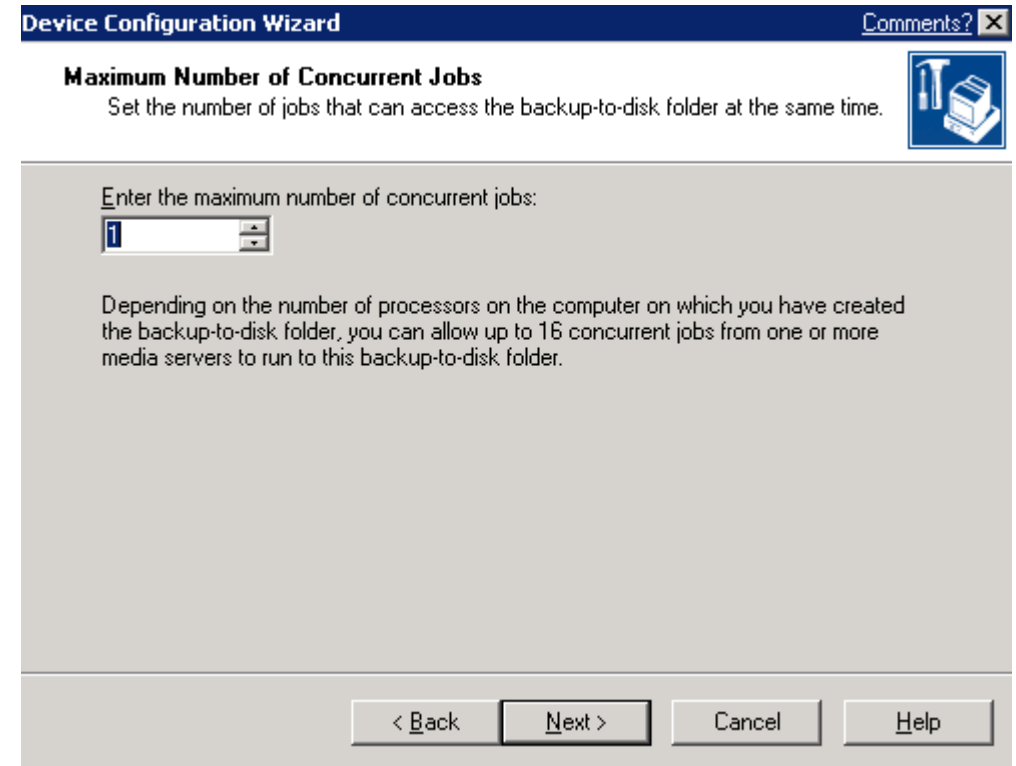 Device Configuration Wizard Comments?
Maximum Number of Concurrent Jobs
Set the number of jobs that can access the backup-to-disk folder at the same time.
Enter the maximum number of concurrent jobs:
1
Depending on the number of processors on the computer on which you have created
the backup-to-disk folder, you can allow up to 16 concurrent jobs from one or more
media servers to run to this backup-to-disk folder.
< Back Next > Cancel Help